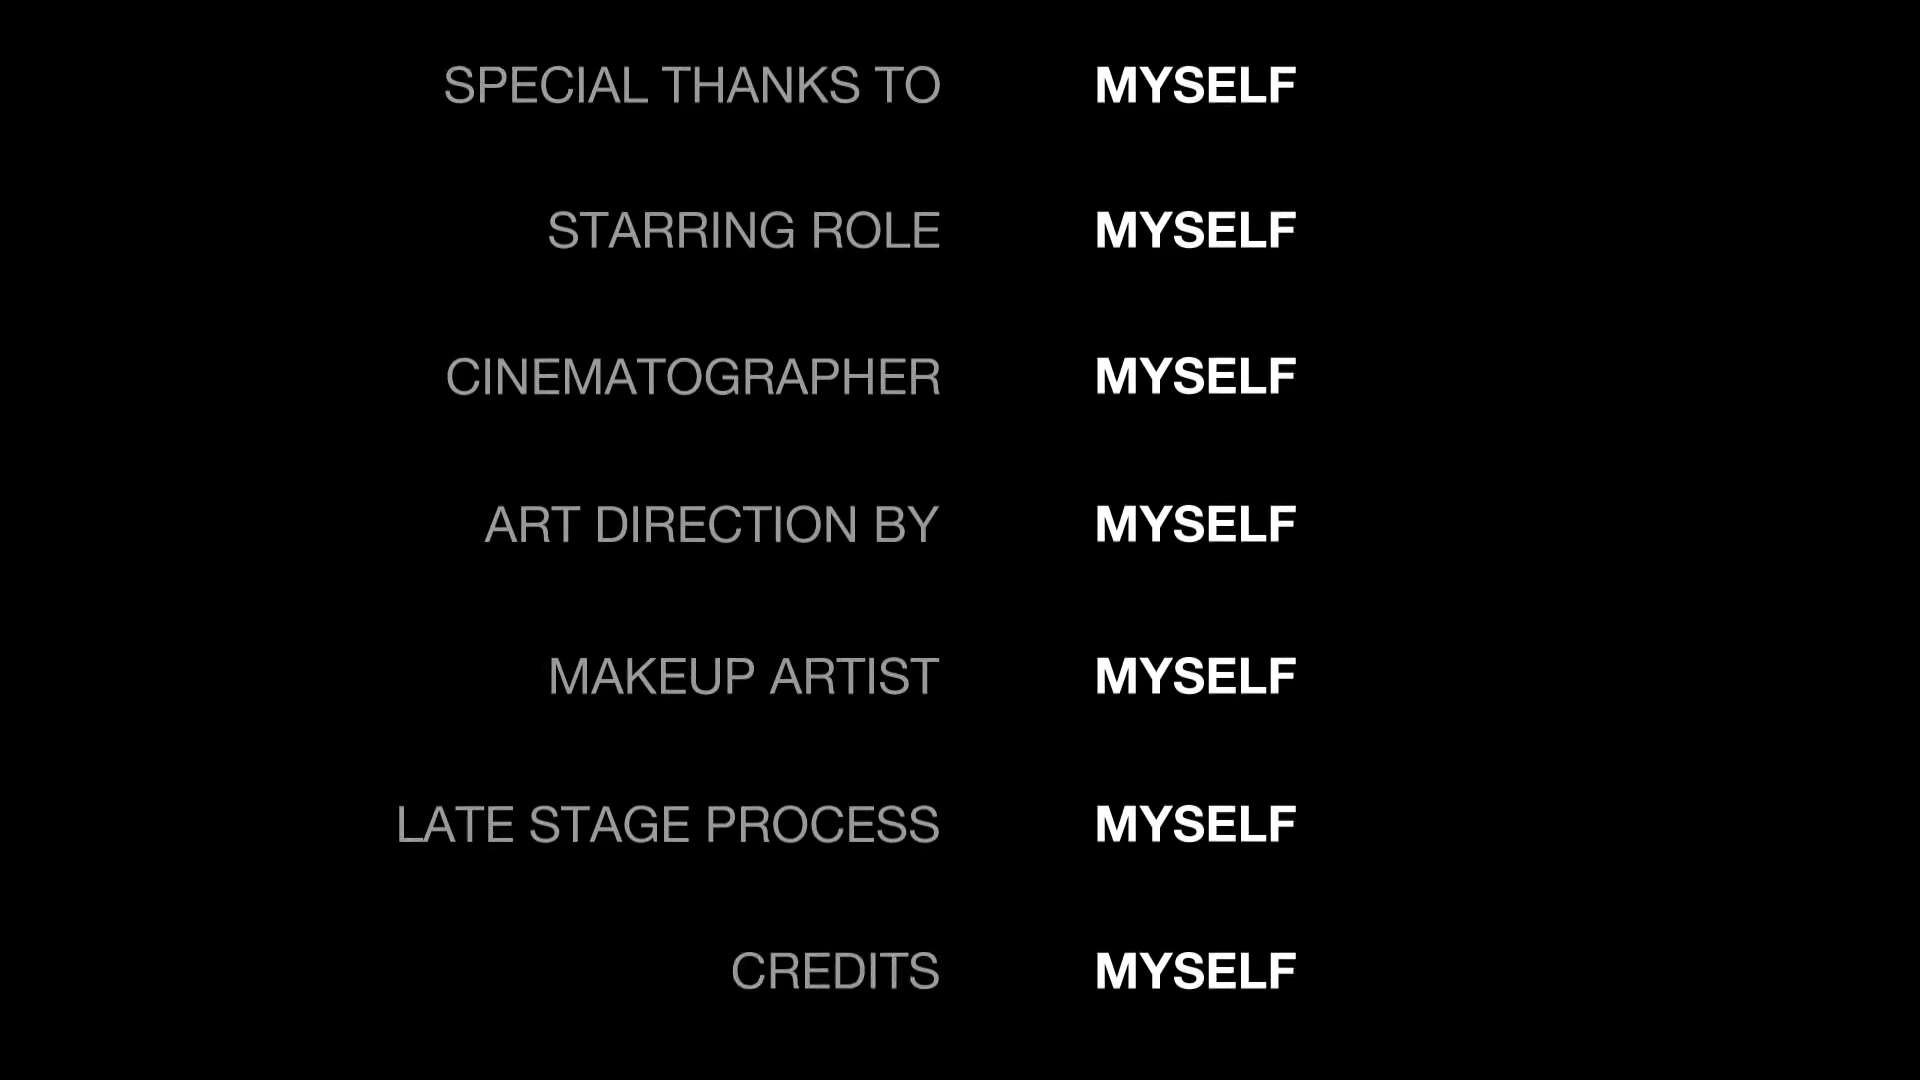 SPECIAL THANKS TO MYSELF
STARRING ROLE MYSELF
CINEMATOGRAPHER MYSELF
ART DIRECTION BY MYSELF
MAKEUP ARTIST MYSELF
LATE STAGE PROCESS MYSELF
CREDITS MYSELF